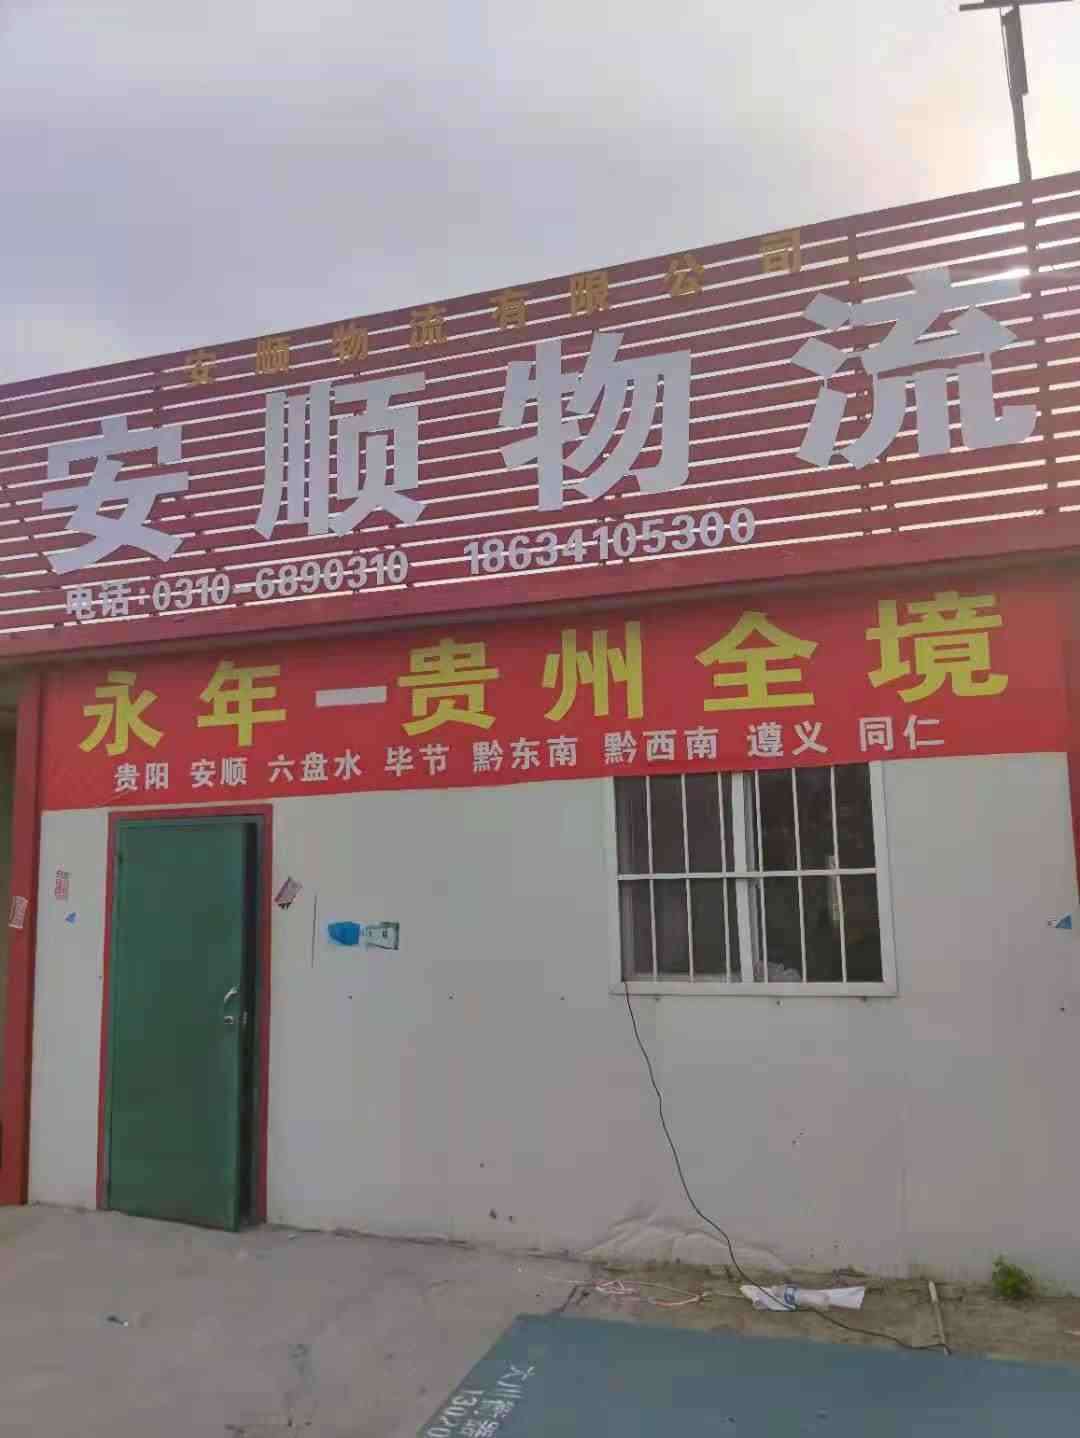 安顺物流有限公司
安顺物流
电话:0310-6890310 18634105300
永年一贵州全境
贵阳 安顺 六盘水 毕节 黔东南 黔西南 遵义 同仁
13020